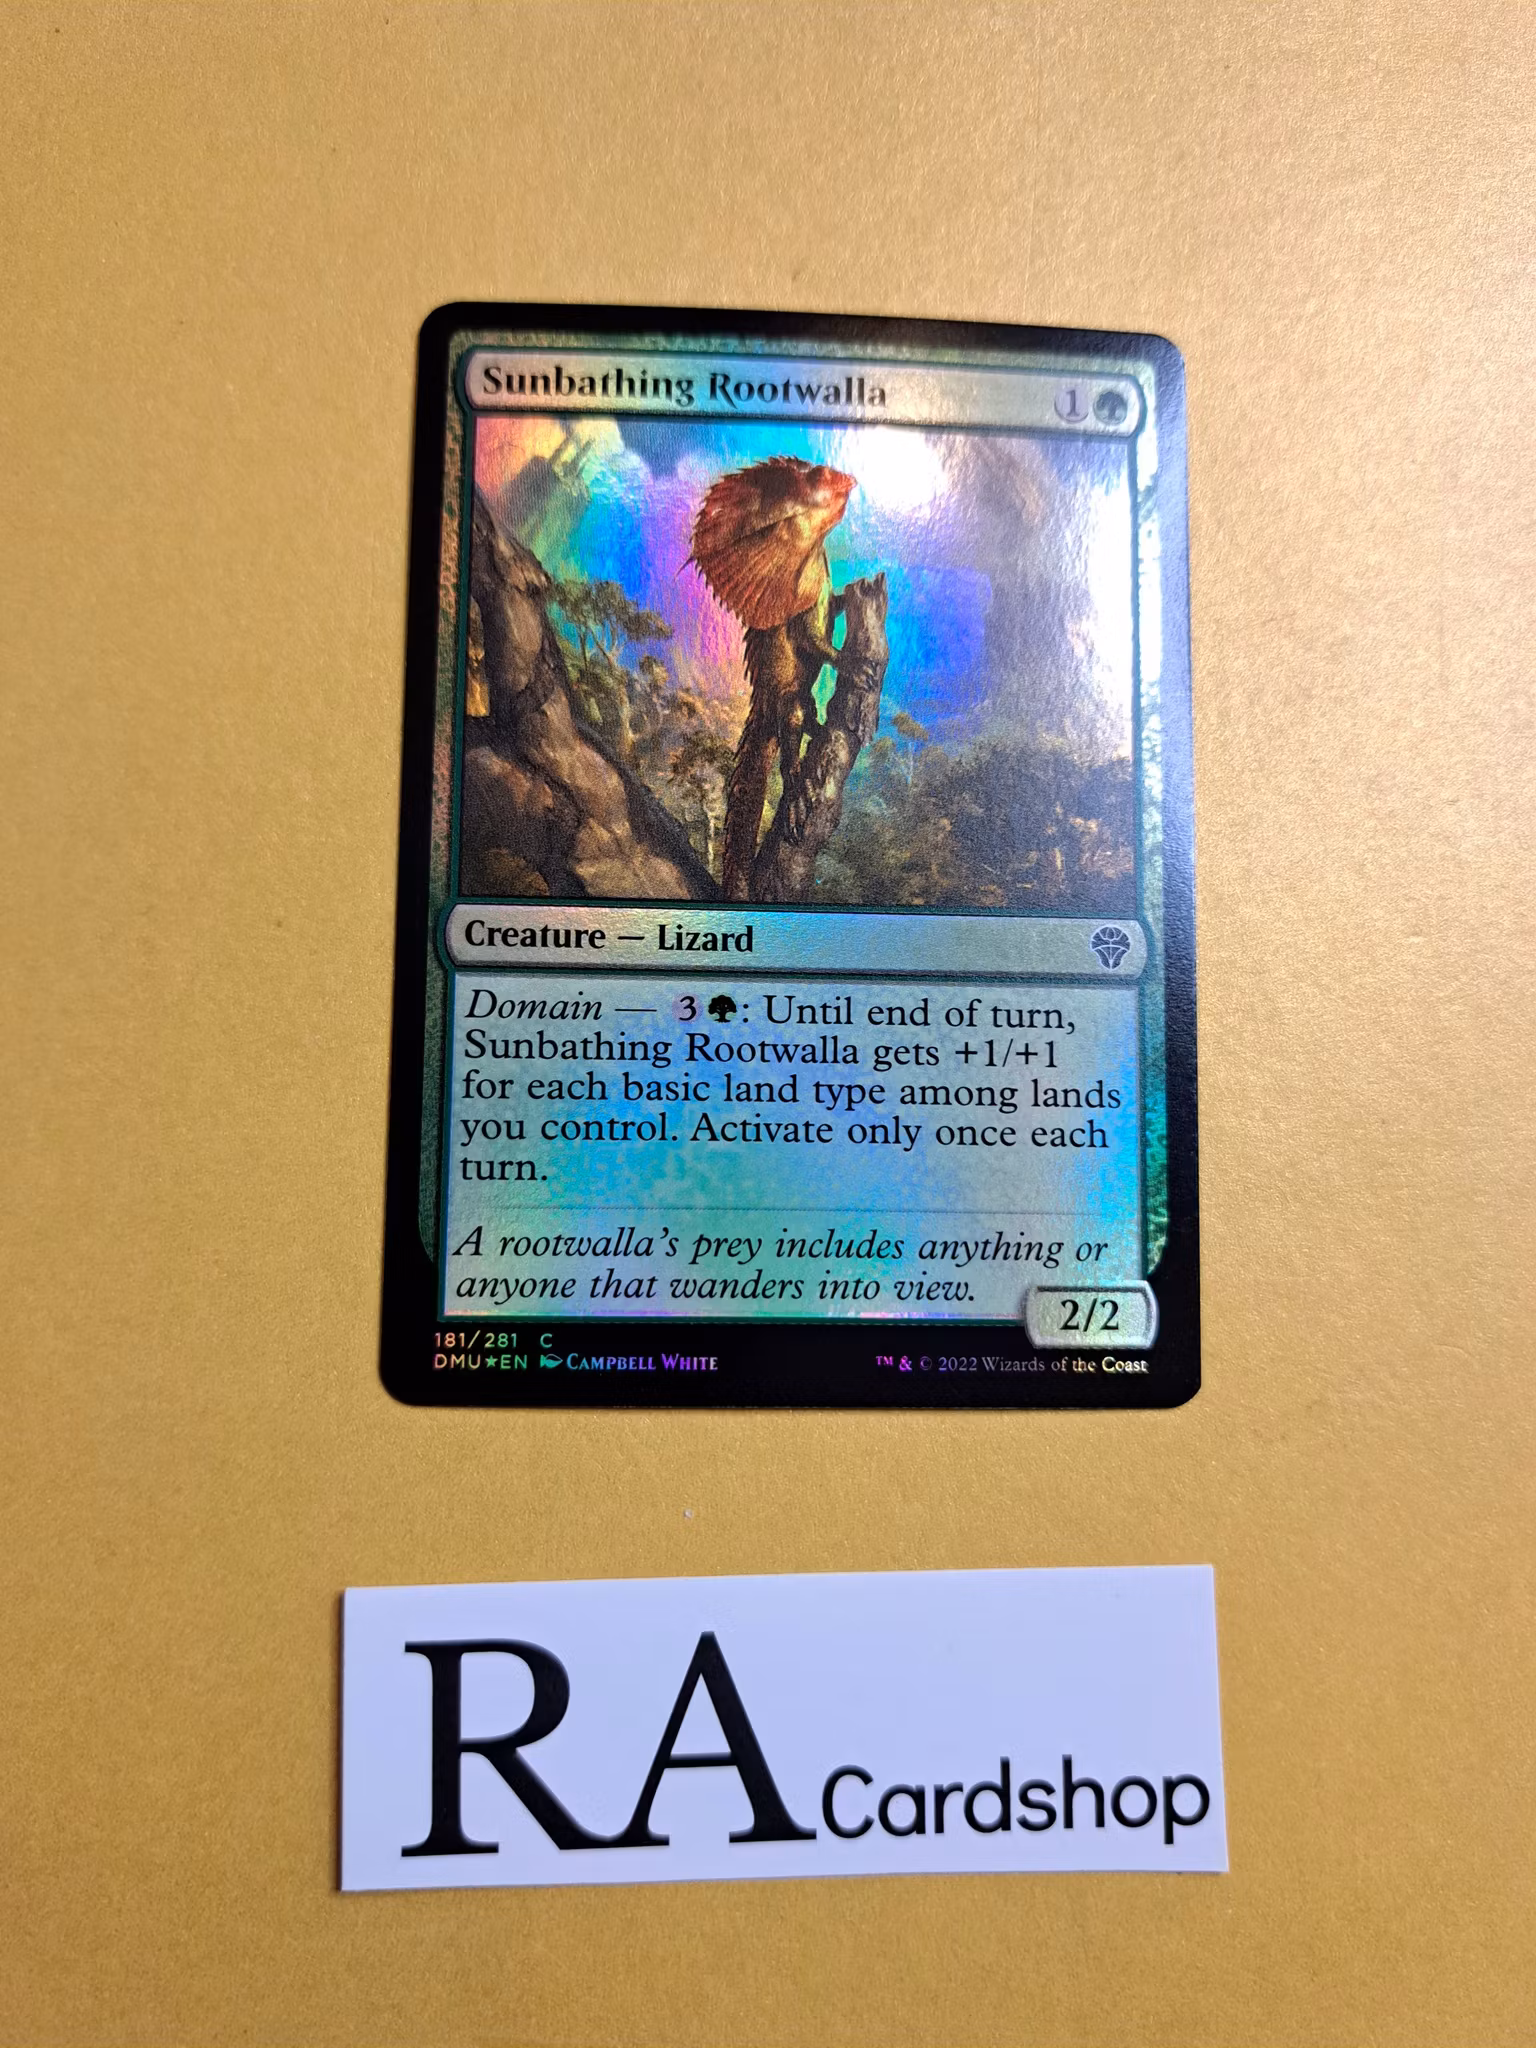 Sunbathing Rootwalla
1
Creature — Lizard
Domain — 3 : Until end of turn,
Sunbathing Rootwalla gets +1/+1
for each basic land type among lands
you control. Activate only once each
turn.
A rootwalla's prey includes anything or
anyone that wanders into view.
2/2
181/281 C
DMU★EN CAMPBELL WHITE
™ & © 2022 Wizards of the Coast
RA Cardshop